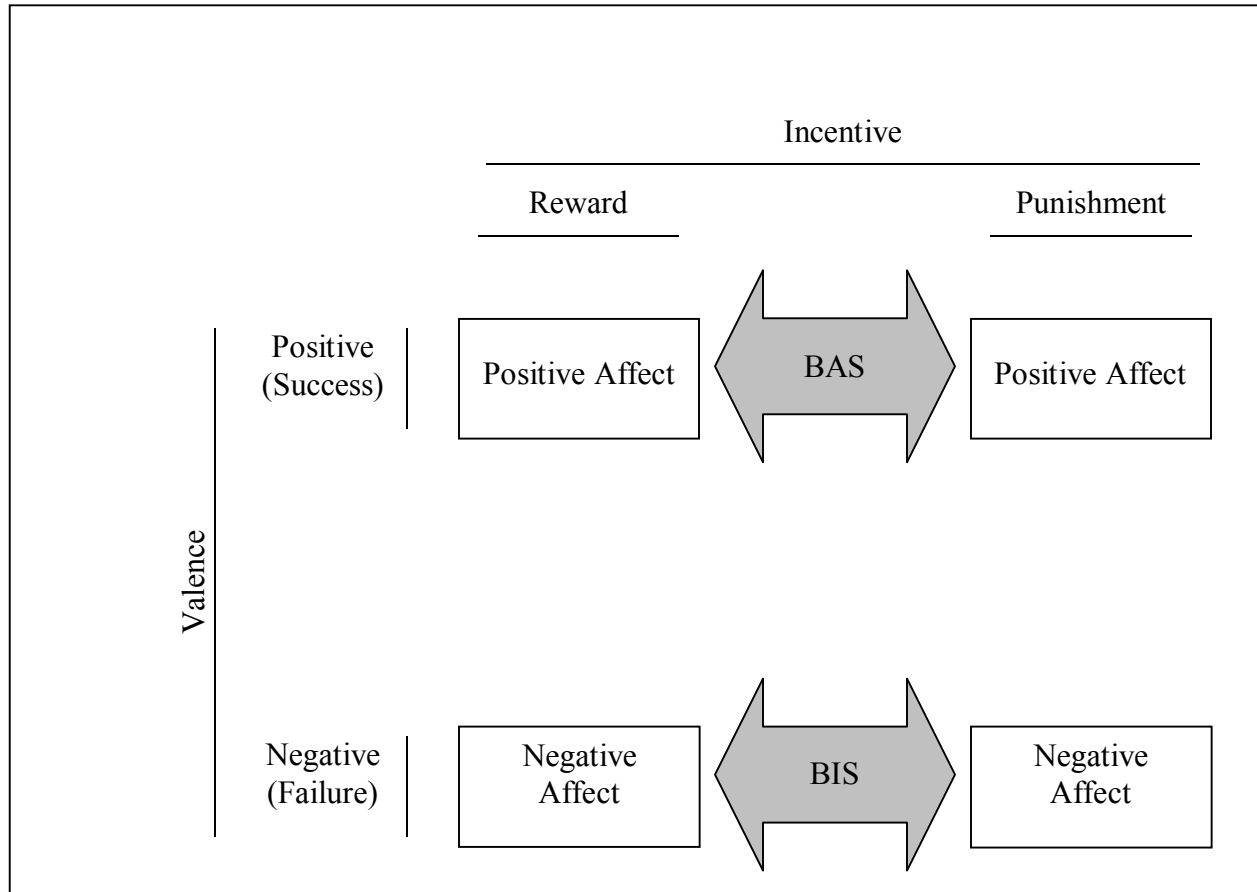 Incentive
Reward
Punishment
Positive
(Success)
Positive Affect
BAS
Positive Affect
Valence
Negative
(Failure)
Negative
Affect
BIS
Negative
Affect